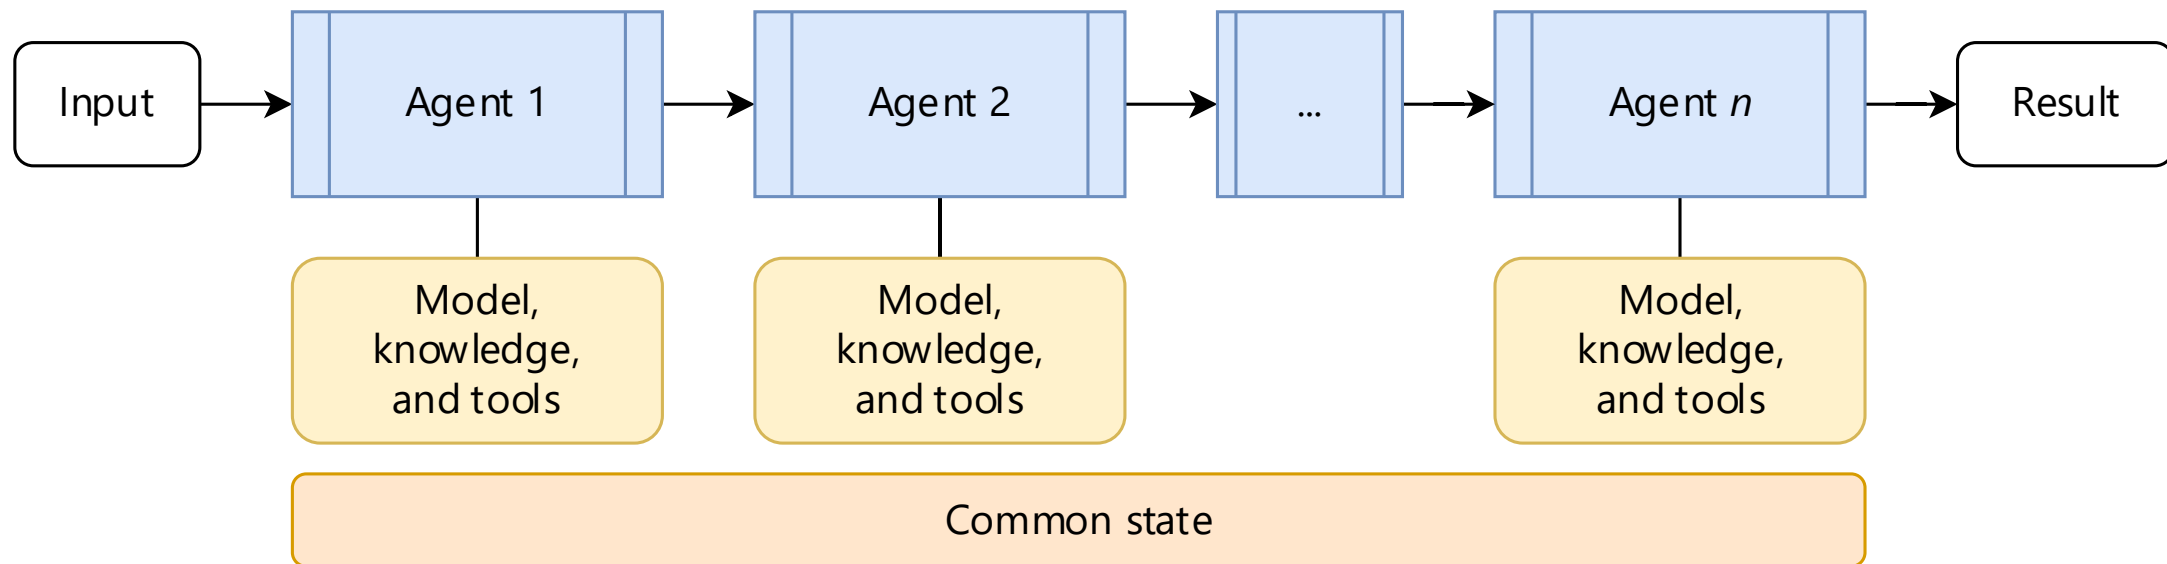 Input
Agent 1
Agent 2
...
Agent n
Result
Model,
knowledge,
and tools
Model,
knowledge,
and tools
Model,
knowledge,
and tools
Common state